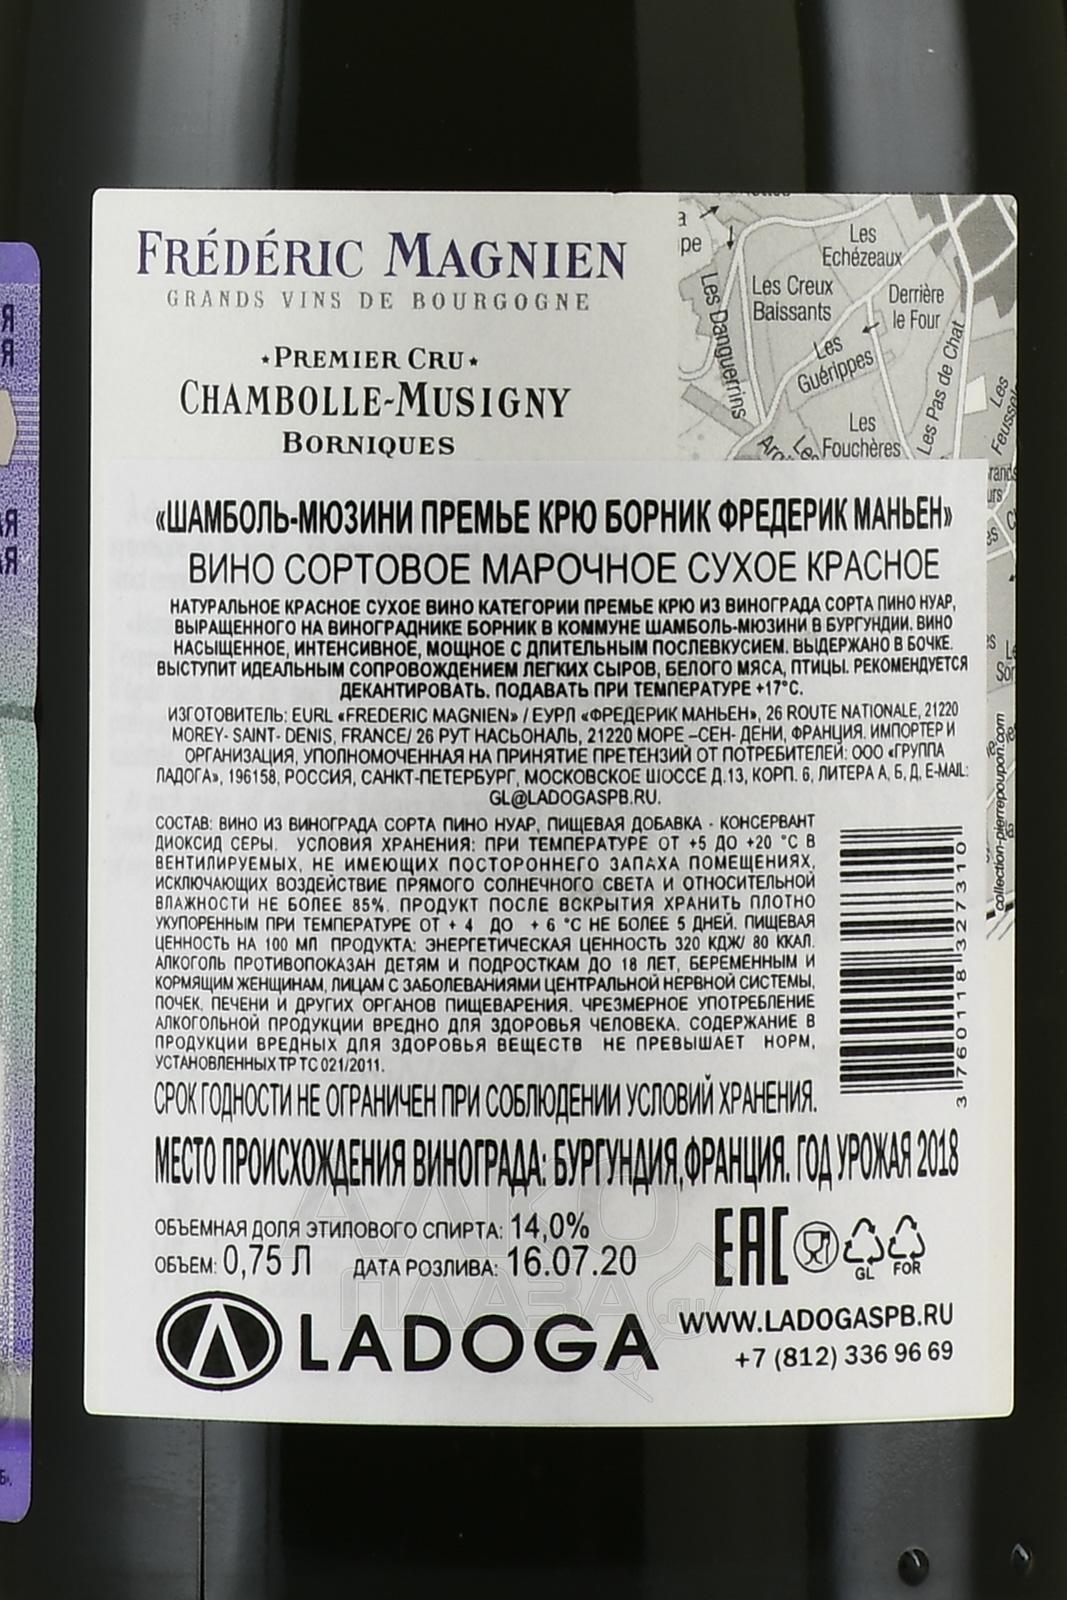 FRÉDÉRIC MAGNIEN
GRANDS VINS DE BOURGOGNE
•PREMIER CRU•
CHAMBOLLE-MUSIGNY
BORNIQUES
Les
Echézeaux
Les Creux
Baissants
Derrière
le Four
Les Danguerrins
Les
Guérippes
Les Pas de Chat
Les
Fouchères
Les
«ШАМБОЛЬ-МЮЗИНИ ПРЕМЬЕ КРЮ БОРНИК ФРЕДЕРИК МАНЬЕН»
ВИНО СОРТОВОЕ МАРОЧНОЕ СУХОЕ КРАСНОЕ
НАТУРАЛЬНОЕ КРАСНОЕ СУХОЕ ВИНО КАТЕГОРИИ ПРЕМЬЕ КРЮ ИЗ ВИНОГРАДА СОРТА ПИНО НУАР,
ВЫРАЩЕННОГО НА ВИНОГРАДНИКЕ БОРНИК В КОММУНЕ ШАМБОЛЬ-МЮЗИНИ В БУРГУНДИИ. ВИНО
НАСЫЩЕННОЕ, ИНТЕНСИВНОЕ, МОЩНОЕ С ДЛИТЕЛЬНЫМ ПОСЛЕВКУСИЕМ. ВЫДЕРЖАНО В БОЧКЕ.
ВЫСТУПИТ ИДЕАЛЬНЫМ СОПРОВОЖДЕНИЕМ ЛЕГКИХ СЫРОВ, БЕЛОГО МЯСА, ПТИЦЫ. РЕКОМЕНДУЕТСЯ
ДЕКАНТИРОВАТЬ. ПОДАВАТЬ ПРИ ТЕМПЕРАТУРЕ +17°С.
ИЗГОТОВИТЕЛЬ: EURL «FREDERIC MAGNIEN» / ЕУРЛ «ФРЕДЕРИК МАНЬЕН», 26 ROUTE NATIONALE, 21220
MOREY- SAINT- DENIS, FRANCE/ 26 РУТ НАСЬОНАЛЬ, 21220 МОРЕ –СЕН- ДЕНИ, ФРАНЦИЯ. ИМПОРТЕР И
ОРГАНИЗАЦИЯ, УПОЛНОМОЧЕННАЯ НА ПРИНЯТИЕ ПРЕТЕНЗИЙ ОТ ПОТРЕБИТЕЛЕЙ: ООО «ГРУППА
ЛАДОГА», 196158, РОССИЯ, САНКТ-ПЕТЕРБУРГ, МОСКОВСКОЕ ШОССЕ Д.13, КОРП. 6, ЛИТЕРА А, Б, Д, E-MAIL:
GL@LADOGASPB.RU.
СОСТАВ: ВИНО ИЗ ВИНОГРАДА СОРТА ПИНО НУАР, ПИЩЕВАЯ ДОБАВКА - КОНСЕРВАНТ
ДИОКСИД СЕРЫ. УСЛОВИЯ ХРАНЕНИЯ: ПРИ ТЕМПЕРАТУРЕ ОТ +5 ДО +20 °С В
ВЕНТИЛИРУЕМЫХ, НЕ ИМЕЮЩИХ ПОСТОРОННЕГО ЗАПАХА ПОМЕЩЕНИЯХ,
ИСКЛЮЧАЮЩИХ ВОЗДЕЙСТВИЕ ПРЯМОГО СОЛНЕЧНОГО СВЕТА И ОТНОСИТЕЛЬНОЙ
ВЛАЖНОСТИ НЕ БОЛЕЕ 85%. ПРОДУКТ ПОСЛЕ ВСКРЫТИЯ ХРАНИТЬ ПЛОТНО
УКУПОРЕННЫМ ПРИ ТЕМПЕРАТУРЕ ОТ + 4 ДО + 6 °С НЕ БОЛЕЕ 5 ДНЕЙ. ПИЩЕВАЯ
ЦЕННОСТЬ НА 100 МЛ ПРОДУКТА: ЭНЕРГЕТИЧЕСКАЯ ЦЕННОСТЬ 320 КДЖ/ 80 ККАЛ.
АЛКОГОЛЬ ПРОТИВОПОКАЗАН ДЕТЯМ И ПОДРОСТКАМ ДО 18 ЛЕТ, БЕРЕМЕННЫМ И
КОРМЯЩИМ ЖЕНЩИНАМ, ЛИЦАМ С ЗАБОЛЕВАНИЯМИ ЦЕНТРАЛЬНОЙ НЕРВНОЙ СИСТЕМЫ,
ПОЧЕК, ПЕЧЕНИ И ДРУГИХ ОРГАНОВ ПИЩЕВАРЕНИЯ. ЧРЕЗМЕРНОЕ УПОТРЕБЛЕНИЕ
АЛКОГОЛЬНОЙ ПРОДУКЦИИ ВРЕДНО ДЛЯ ЗДОРОВЬЯ ЧЕЛОВЕКА. СОДЕРЖАНИЕ В
ПРОДУКЦИИ ВРЕДНЫХ ДЛЯ ЗДОРОВЬЯ ВЕЩЕСТВ НЕ ПРЕВЫШАЕТ НОРМ,
УСТАНОВЛЕННЫХ ТР ТС 021/2011.
collection-pierrepoupon.com
3 760118 327310
СРОК ГОДНОСТИ НЕ ОГРАНИЧЕН ПРИ СОБЛЮДЕНИИ УСЛОВИЙ ХРАНЕНИЯ.
МЕСТО ПРОИСХОЖДЕНИЯ ВИНОГРАДА: БУРГУНДИЯ,ФРАНЦИЯ. ГОД УРОЖАЯ 2018
ОБЪЕМНАЯ ДОЛЯ ЭТИЛОВОГО СПИРТА: 14,0%
ОБЪЕМ: 0,75 Л ДАТА РОЗЛИВА: 16.07.20
EAC
GL
FOR
АЛКО
ПЛАЗА.ru
LADOGA
WWW.LADOGASPB.RU
+7 (812) 336 96 69